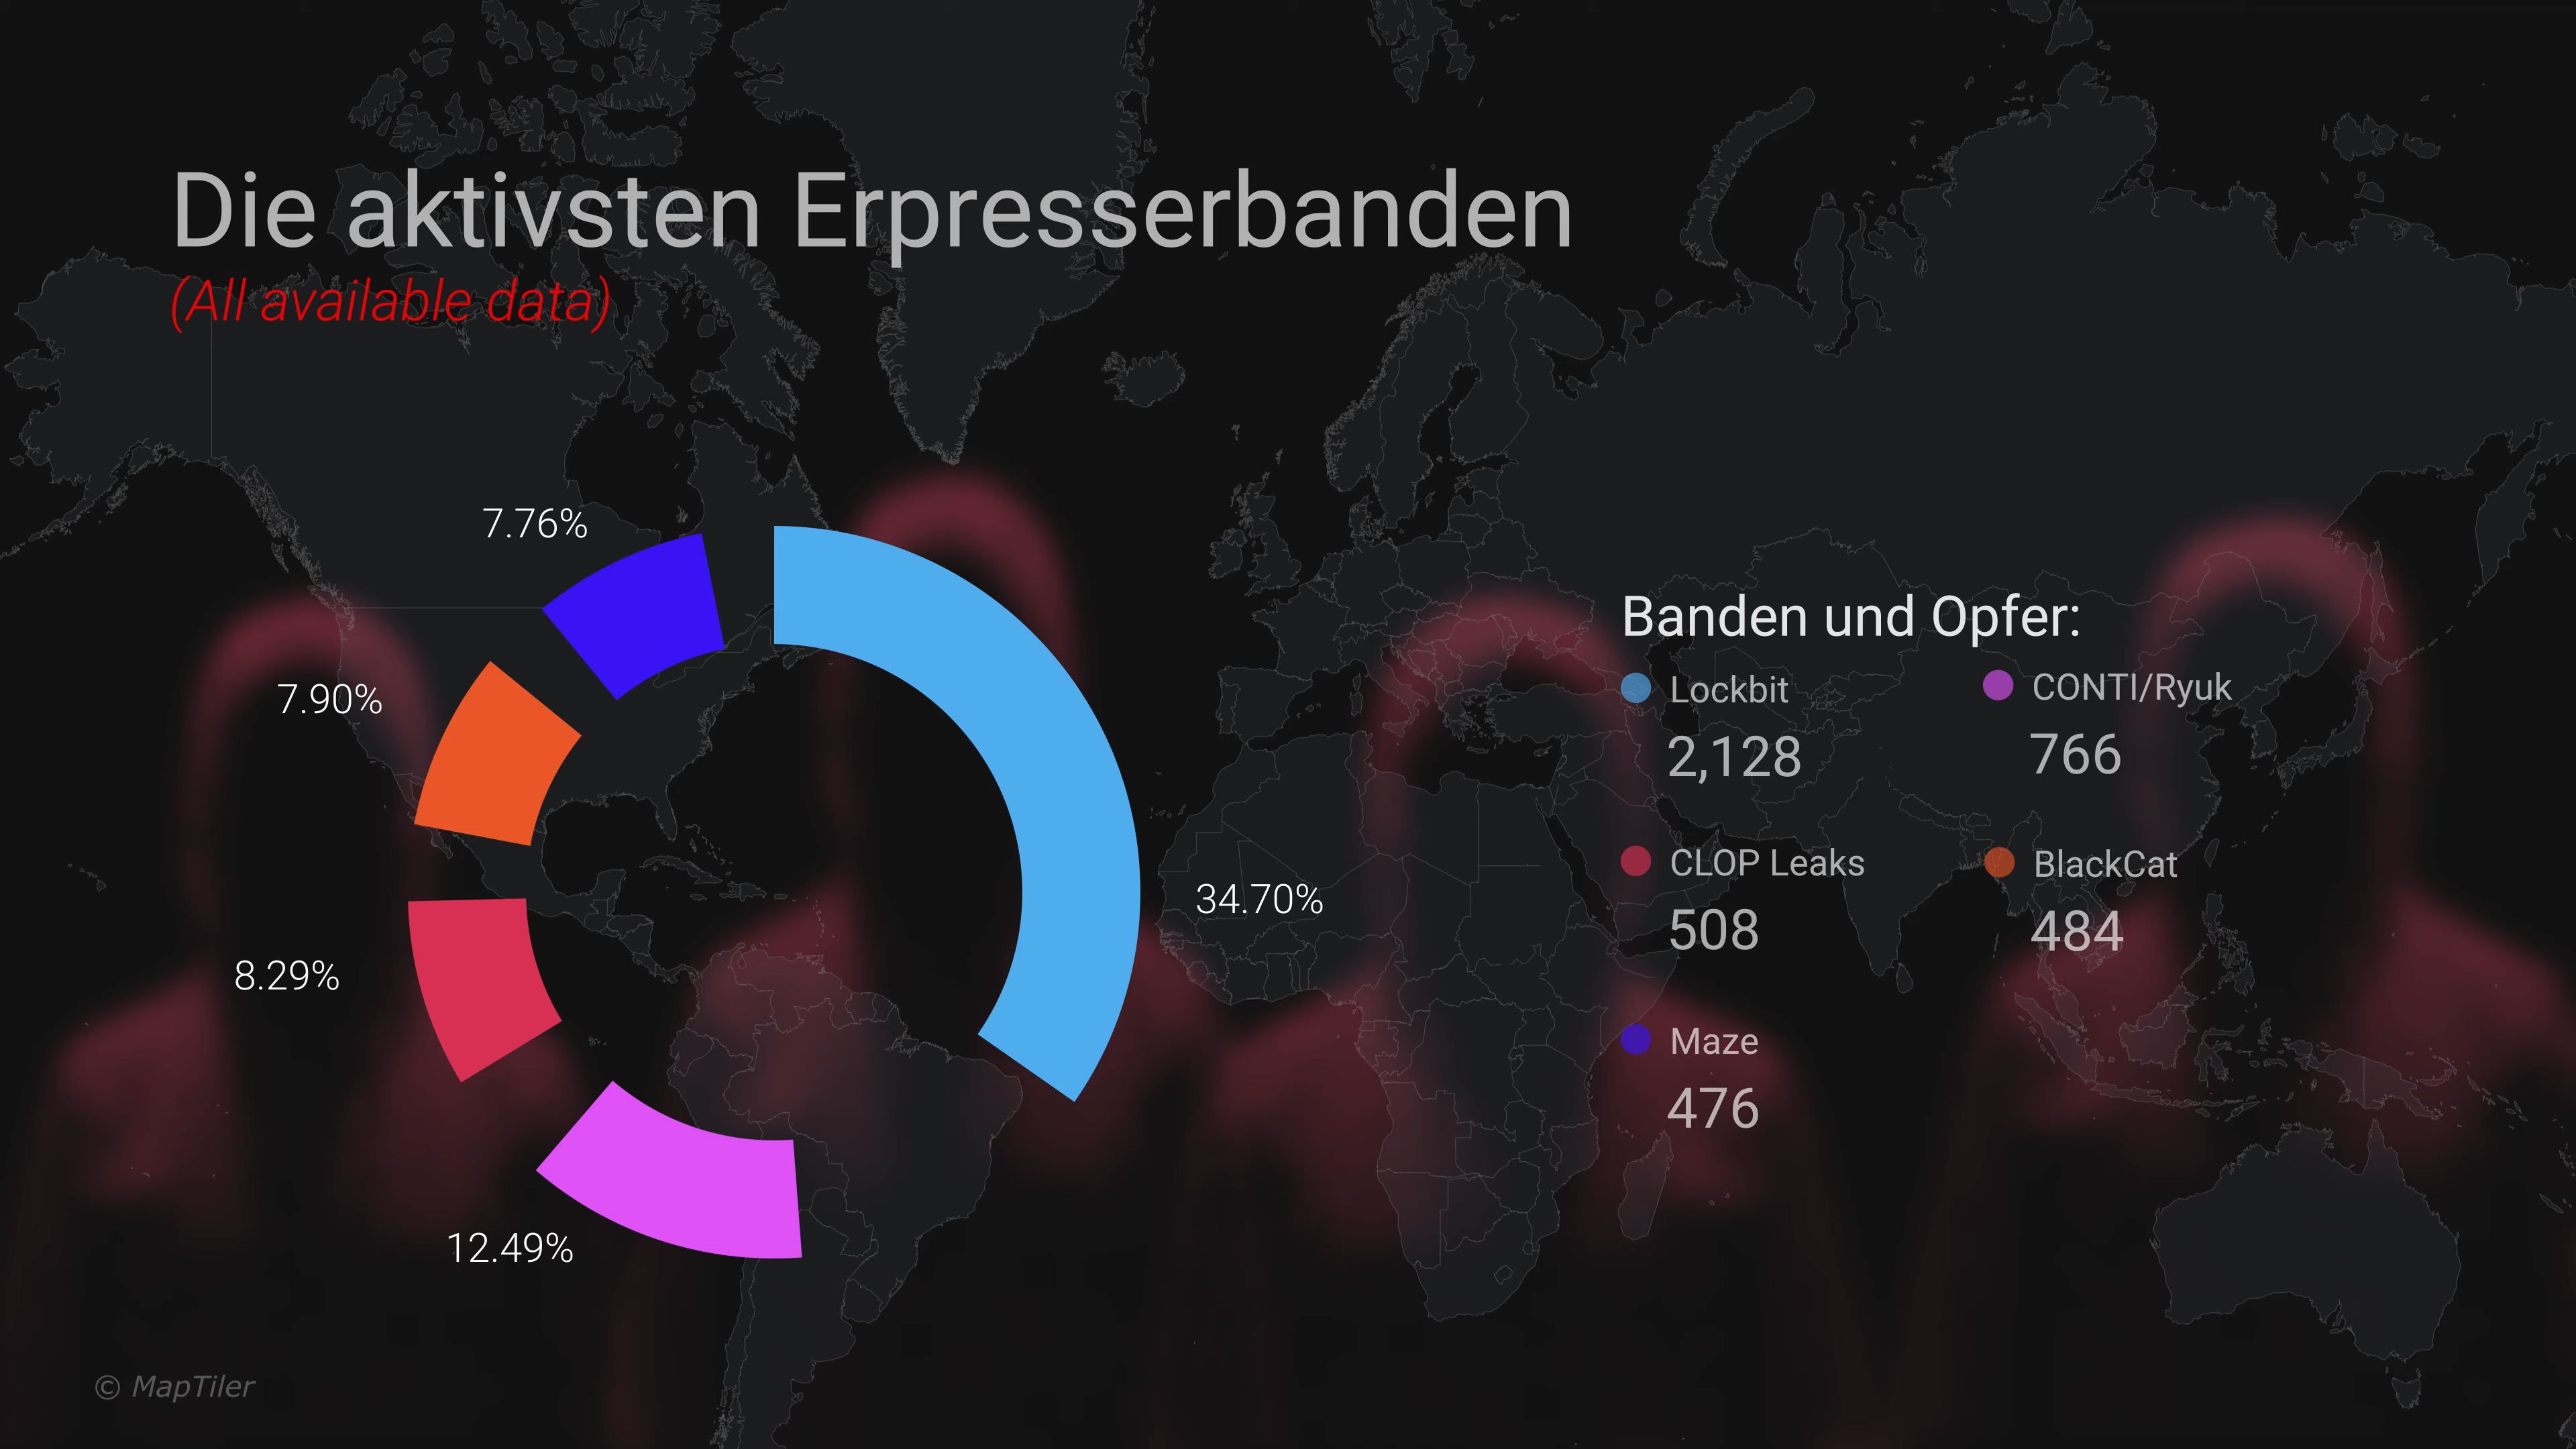 Die aktivsten Erpresserbanden
(All available data)
7.76%
7.90%
8.29%
12.49%
34.70%
Banden und Opfer:
Lockbit
2,128
CONTI/Ryuk
766
CLOP Leaks
508
BlackCat
484
Maze
476
© MapTiler